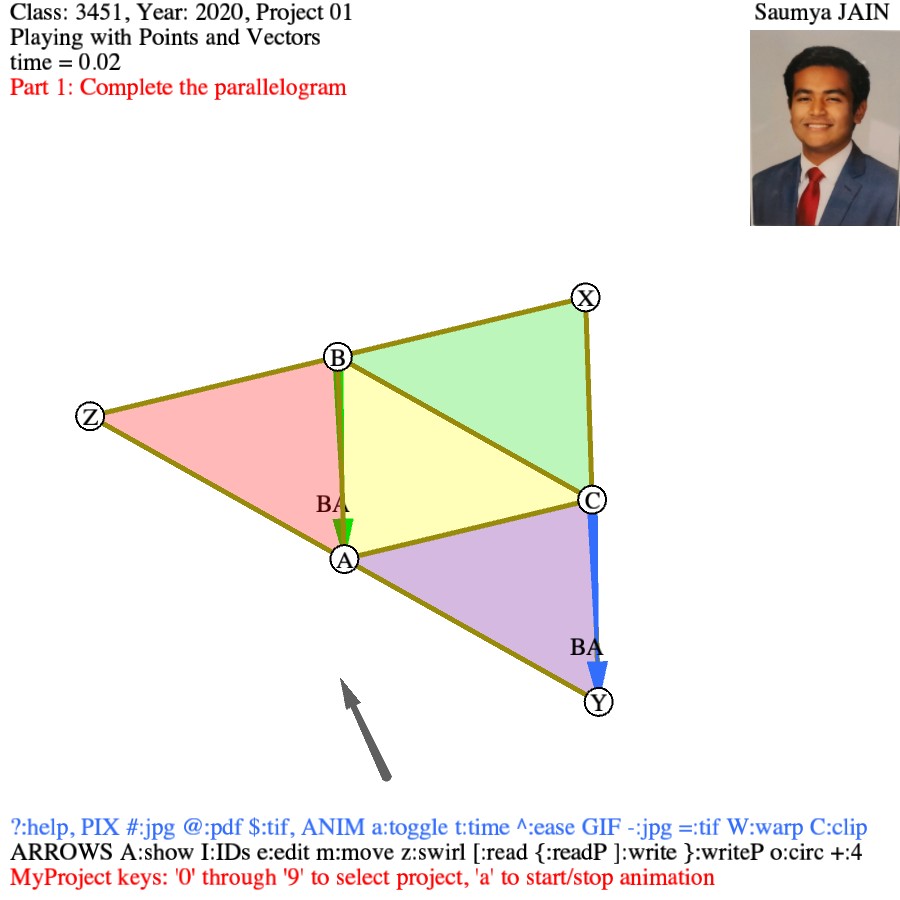 Class: 3451, Year: 2020, Project 01
Saumya JAIN
Playing with Points and Vectors
time = 0.02
Part 1: Complete the parallelogram
X
B
Z
BA
C
A
BA
Y
?:help, PIX #:jpg @:pdf $:tif, ANIM a:toggle t:time ^:ease GIF -:jpg =:tif W:warp C:clip
ARROWS A:show I:IDs e:edit m:move z:swirl [:read {:readP ]:write }:writeP o:circ +:4
MyProject keys: '0' through '9' to select project, 'a' to start/stop animation